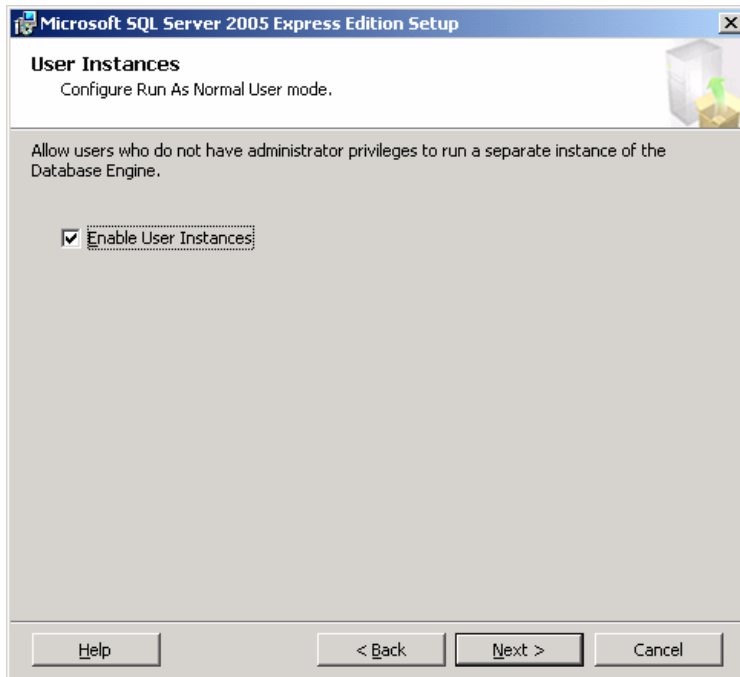 Microsoft SQL Server 2005 Express Edition Setup
User Instances
Configure Run As Normal User mode.
Allow users who do not have administrator privileges to run a separate instance of the
Database Engine.
Enable User Instances
Help
< Back
Next >
Cancel